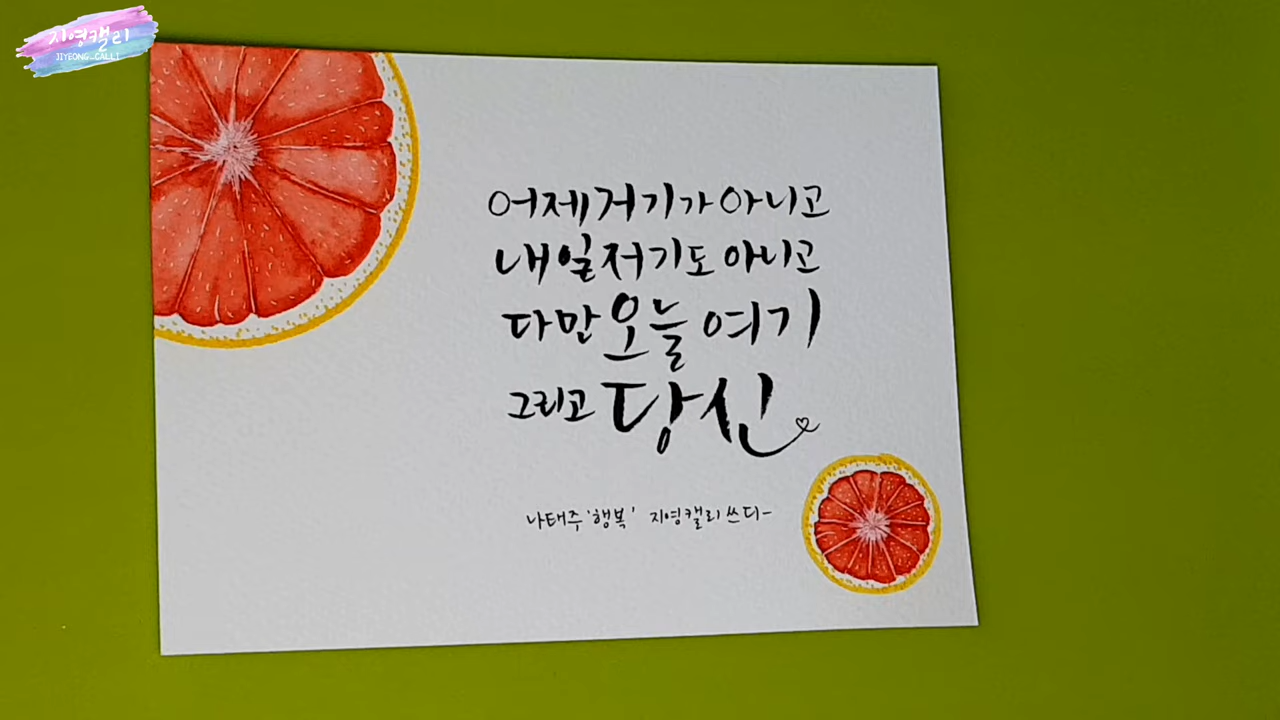 지영캘리
JIYEONG_CALLI
어제 거기가 아니고
내일 저기도 아니고
다만 오늘 여기
그리고 당신
나태주 '행복' 지영캘리 쓰다-